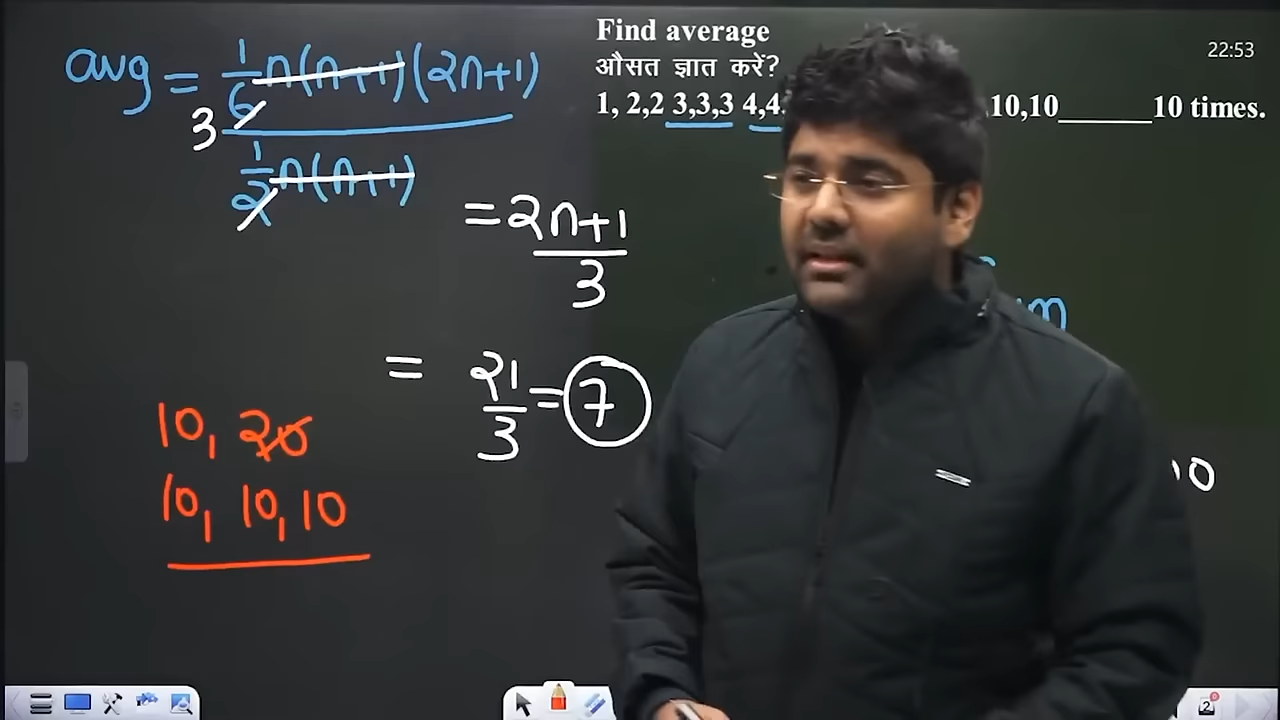 Find average
औसत ज्ञात करें?
22:53
1, 2,2 3,3,3 4,4 ,10,10______10 times.
avg = 1/6 n(n+1)(2n+1)
3
1/2 n(n+1)
= 2n+1
3
= 21/3 = 7
10, 20
10, 10, 10
2